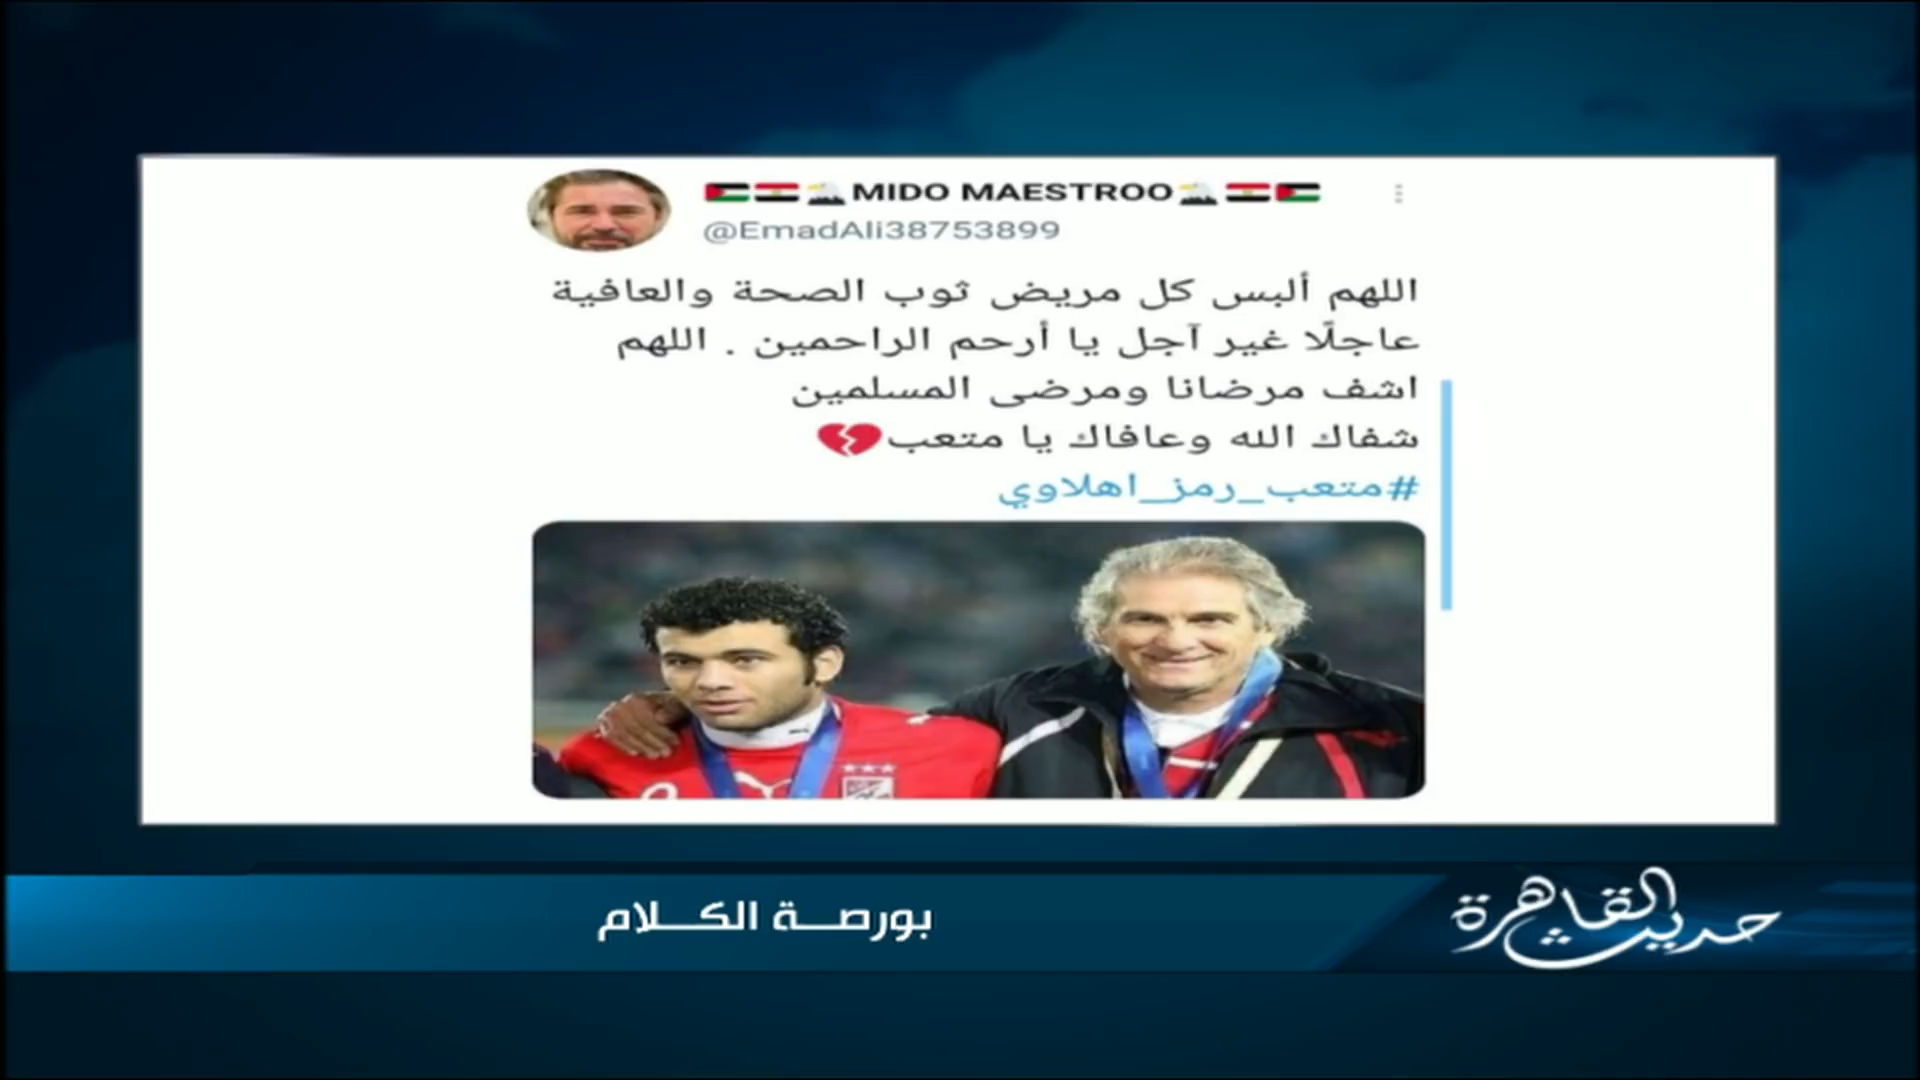 MIDO MAESTROO
@EmadAli38753899
اللهم ألبس كل مريض ثوب الصحة والعافية
عاجلًا غير آجل يا أرحم الراحمين . اللهم
اشف مرضانا ومرضى المسلمين
شفاك الله وعافاك يا متعب💔
#متعب_رمز_اهلاوي
بورصة الكلام
حديث القاهرة